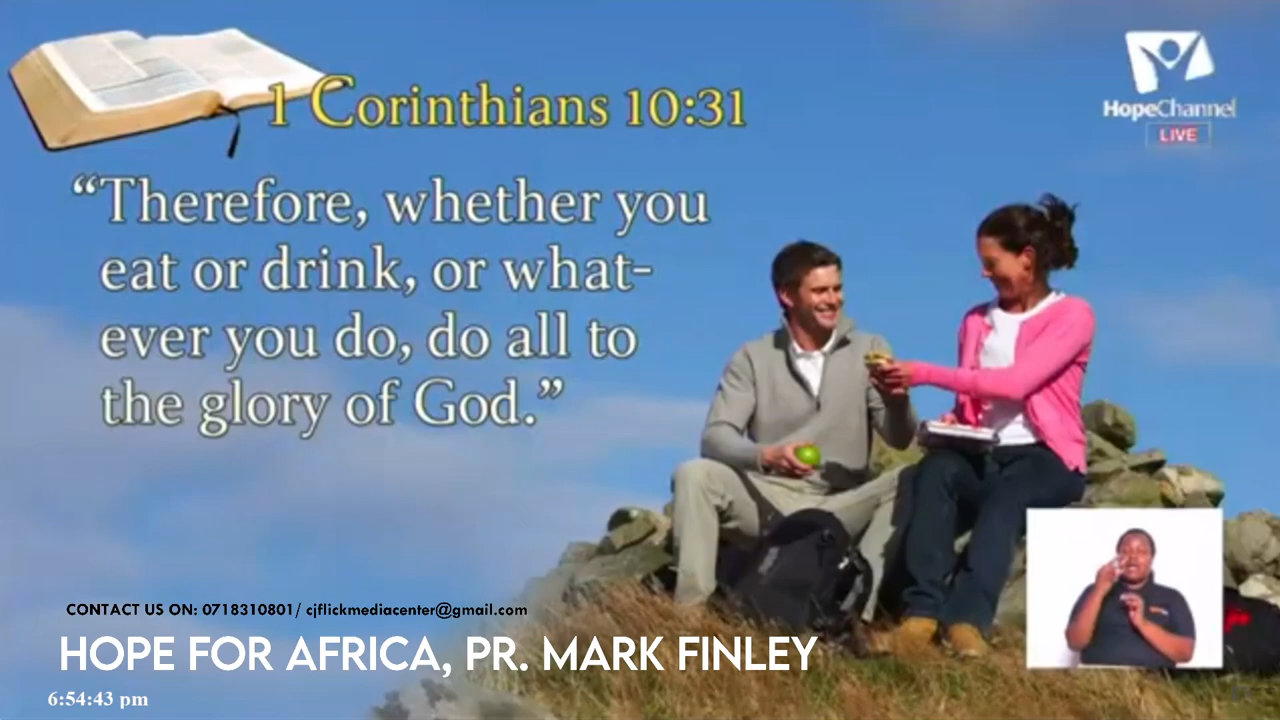 1 Corinthians 10:31
HopeChannel
LIVE
“Therefore, whether you
eat or drink, or what-
ever you do, do all to
the glory of God.”
CONTACT US ON: 0718310801/ cjflickmediacenter@gmail.com
HOPE FOR AFRICA, PR. MARK FINLEY
6:54:43 pm